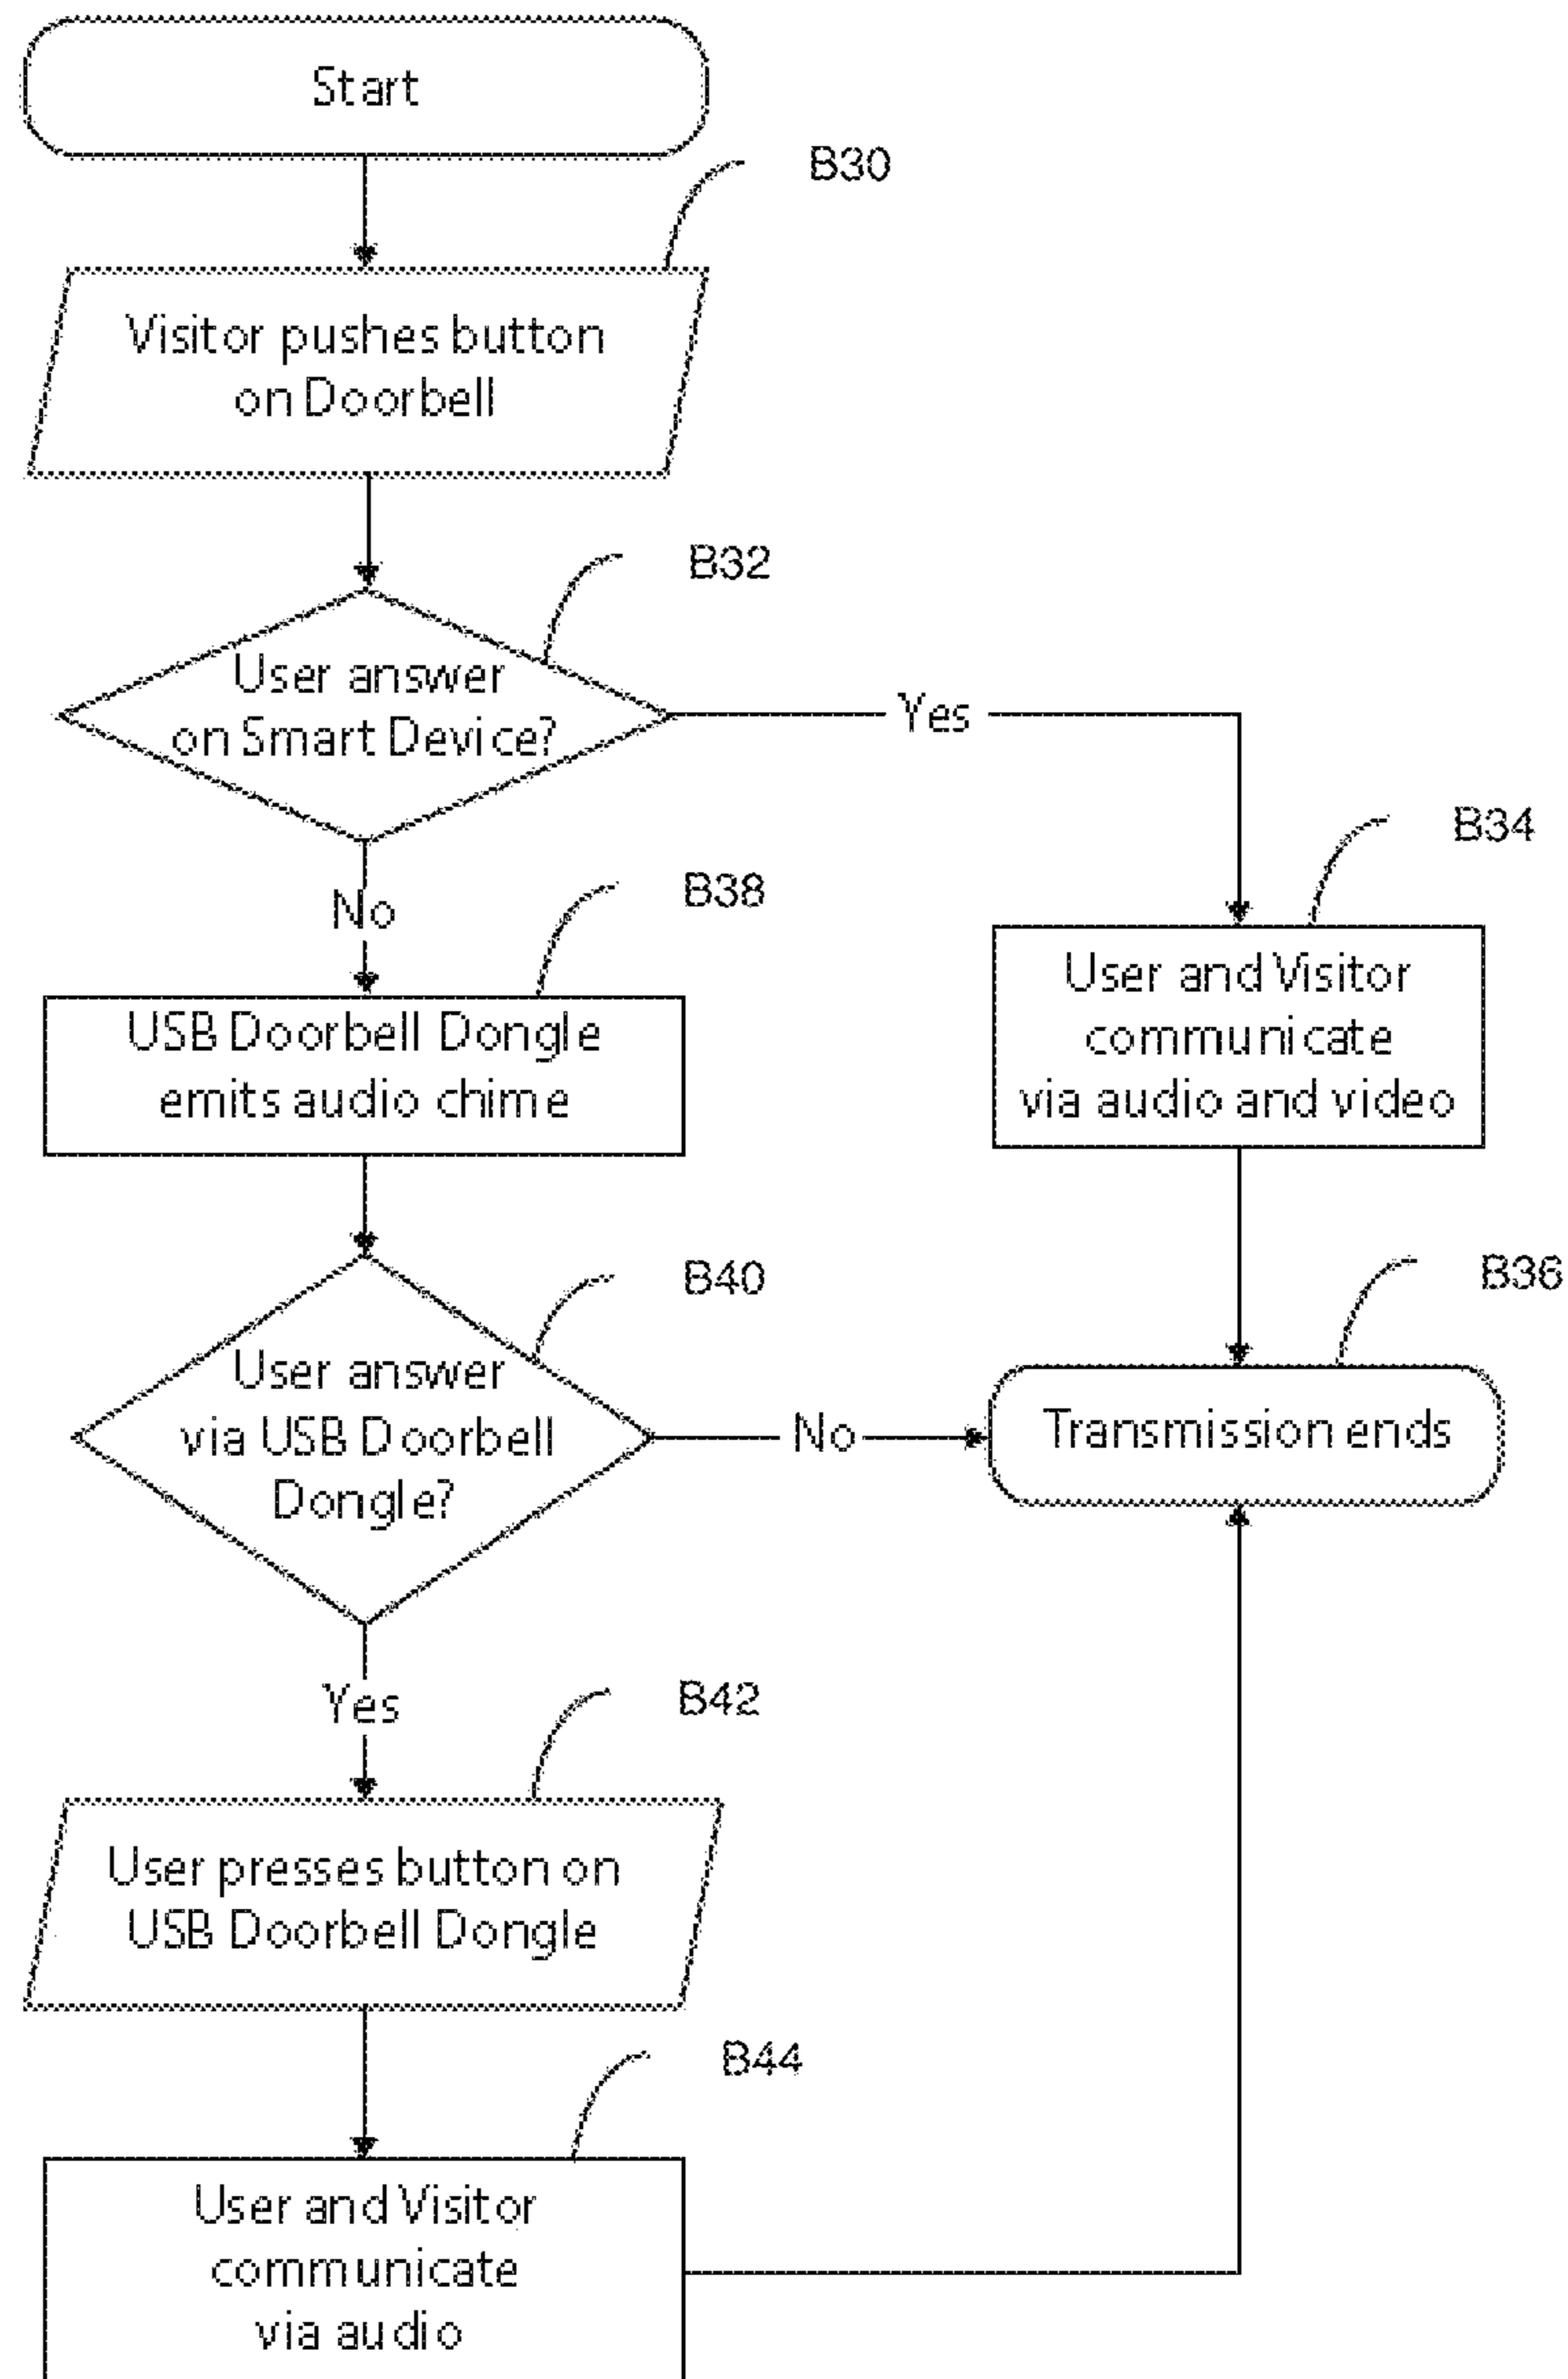 Start
B30
Visitor pushes button
on Doorbell
B32
User answer
on Smart Device?
Yes
B34
No
B38
User and Visitor
communicate
via audio and video
USB Doorbell Dongle
emits audio chime
B40
B36
User answer
via USB Doorbell
Dongle?
No
Transmission ends
Yes
B42
User presses button on
USB Doorbell Dongle
B44
User and Visitor
communicate
via audio